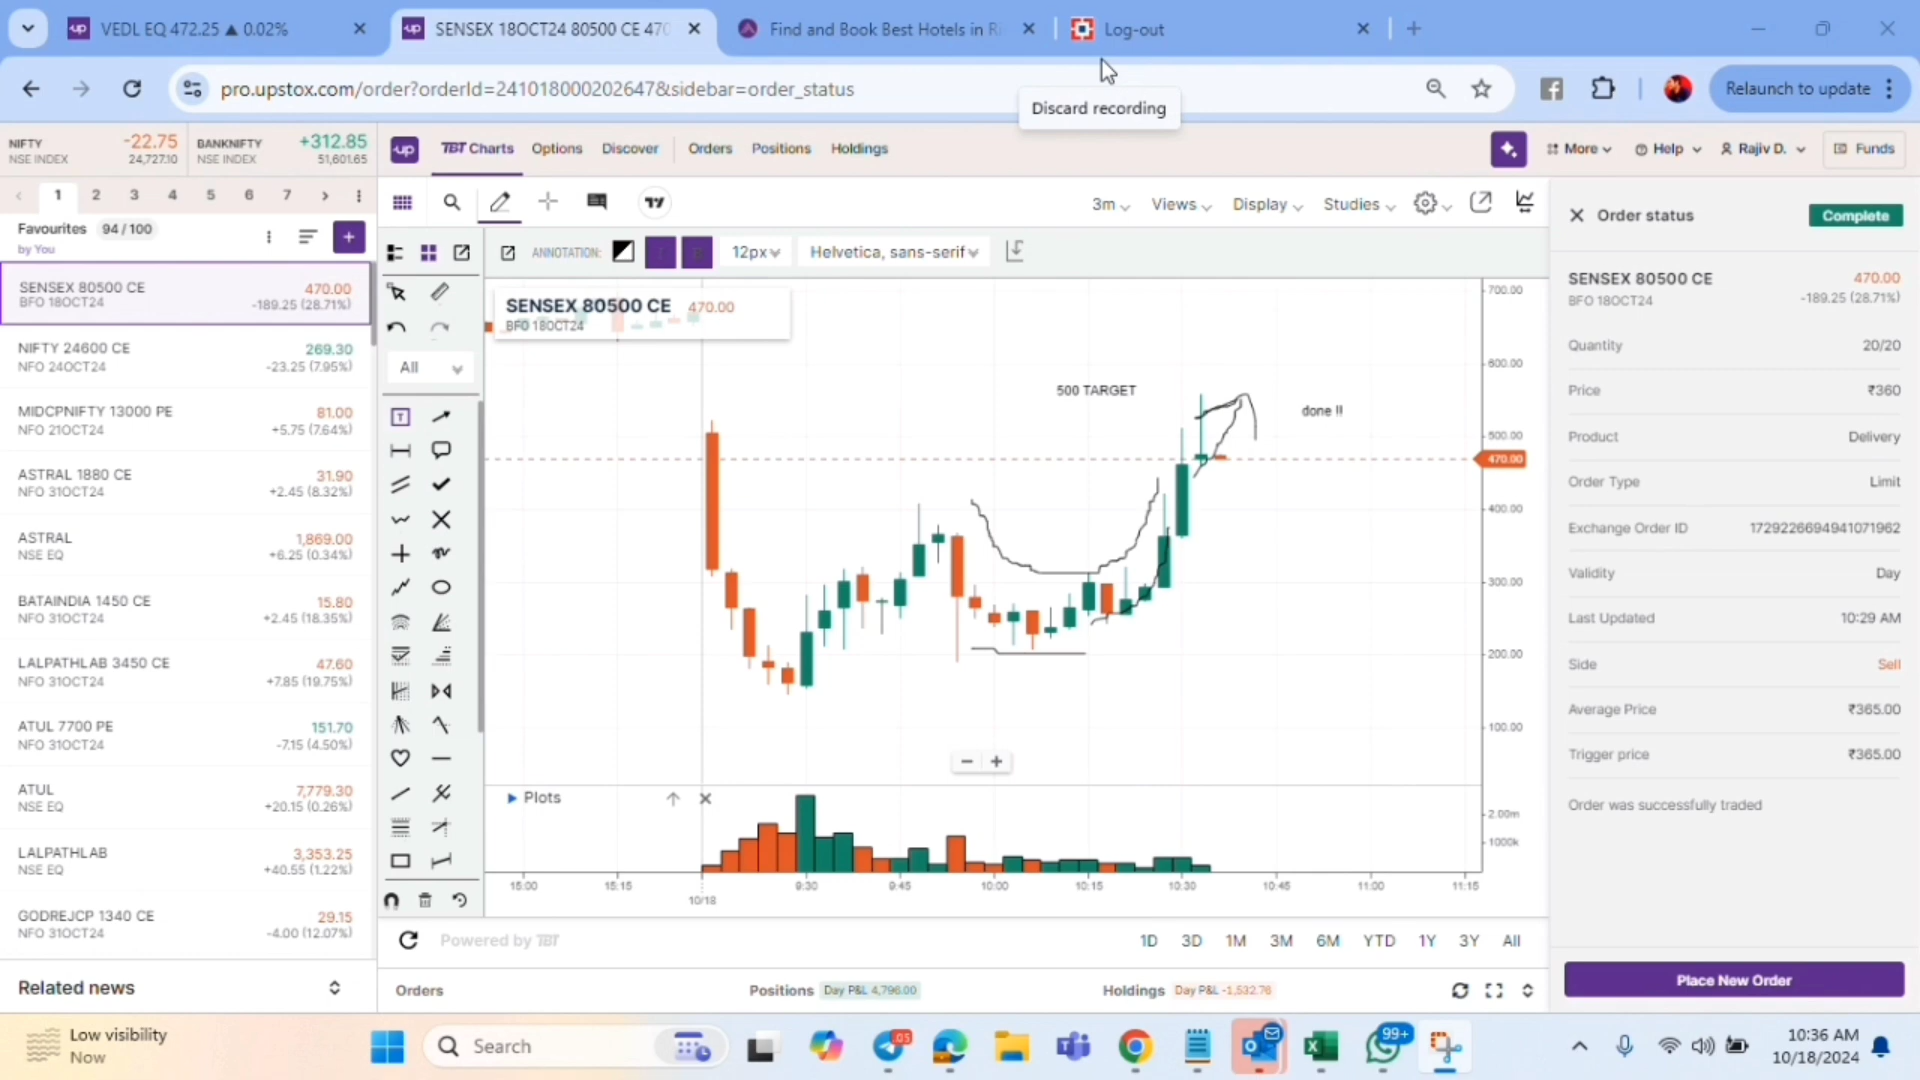 VEDL EQ 472.25 ▲ 0.02%
SENSEX 18OCT24 80500 CE 470
Find and Book Best Hotels in Ri
Log-out
pro.upstox.com/order?orderId=241018000202647&sidebar=order_status
Relaunch to update
Discard recording
NIFTY -22.75
NSE INDEX 24,727.10
BANKNIFTY +312.85
NSE INDEX 51,601.65
up
TBT Charts
Options
Discover
Orders
Positions
Holdings
More
Help
Rajiv D.
Funds
1 2 3 4 5 6 7
Favourites 94 / 100
by You
SENSEX 80500 CE 470.00
BFO 18OCT24 -189.25 (28.71%)
NIFTY 24600 CE 269.30
NFO 24OCT24 -23.25 (7.95%)
MIDCPNIFTY 13000 PE 81.00
NFO 21OCT24 +5.75 (7.64%)
ASTRAL 1880 CE 31.90
NFO 31OCT24 +2.45 (8.32%)
ASTRAL 1,869.00
NSE EQ +6.25 (0.34%)
BATAINDIA 1450 CE 15.80
NFO 31OCT24 +2.45 (18.35%)
LALPATHLAB 3450 CE 47.60
NFO 31OCT24 +7.85 (19.75%)
ATUL 7700 PE 151.70
NFO 31OCT24 -7.15 (4.50%)
ATUL 7,779.30
NSE EQ +20.15 (0.26%)
LALPATHLAB 3,353.25
NSE EQ +40.55 (1.22%)
GODREJCP 1340 CE 29.15
NFO 31OCT24 -4.00 (12.07%)
Related news
3m
Views
Display
Studies
ANNOTATION:
12px
Helvetica, sans-serif
All
SENSEX 80500 CE 470.00
BFO 18OCT24
500 TARGET
done !!
700.00
600.00
500.00
470.00
400.00
300.00
200.00
100.00
Plots
2.00m
1000k
15:00 15:15 9:30 9:45 10:00 10:15 10:30 10:45 11:00 11:15
10/18
Powered by TBT
1D 3D 1M 3M 6M YTD 1Y 3Y All
Orders
Positions Day P&L 4,796.00
Holdings Day P&L -1,532.76
Order status Complete
SENSEX 80500 CE 470.00
BFO 18OCT24 -189.25 (28.71%)
Quantity 20/20
Price ₹360
Product Delivery
Order Type Limit
Exchange Order ID 1729226694941071962
Validity Day
Last Updated 10:29 AM
Side Sell
Average Price ₹365.00
Trigger price ₹365.00
Order was successfully traded
Place New Order
Low visibility
Now
Search
05
99+
10:36 AM
10/18/2024